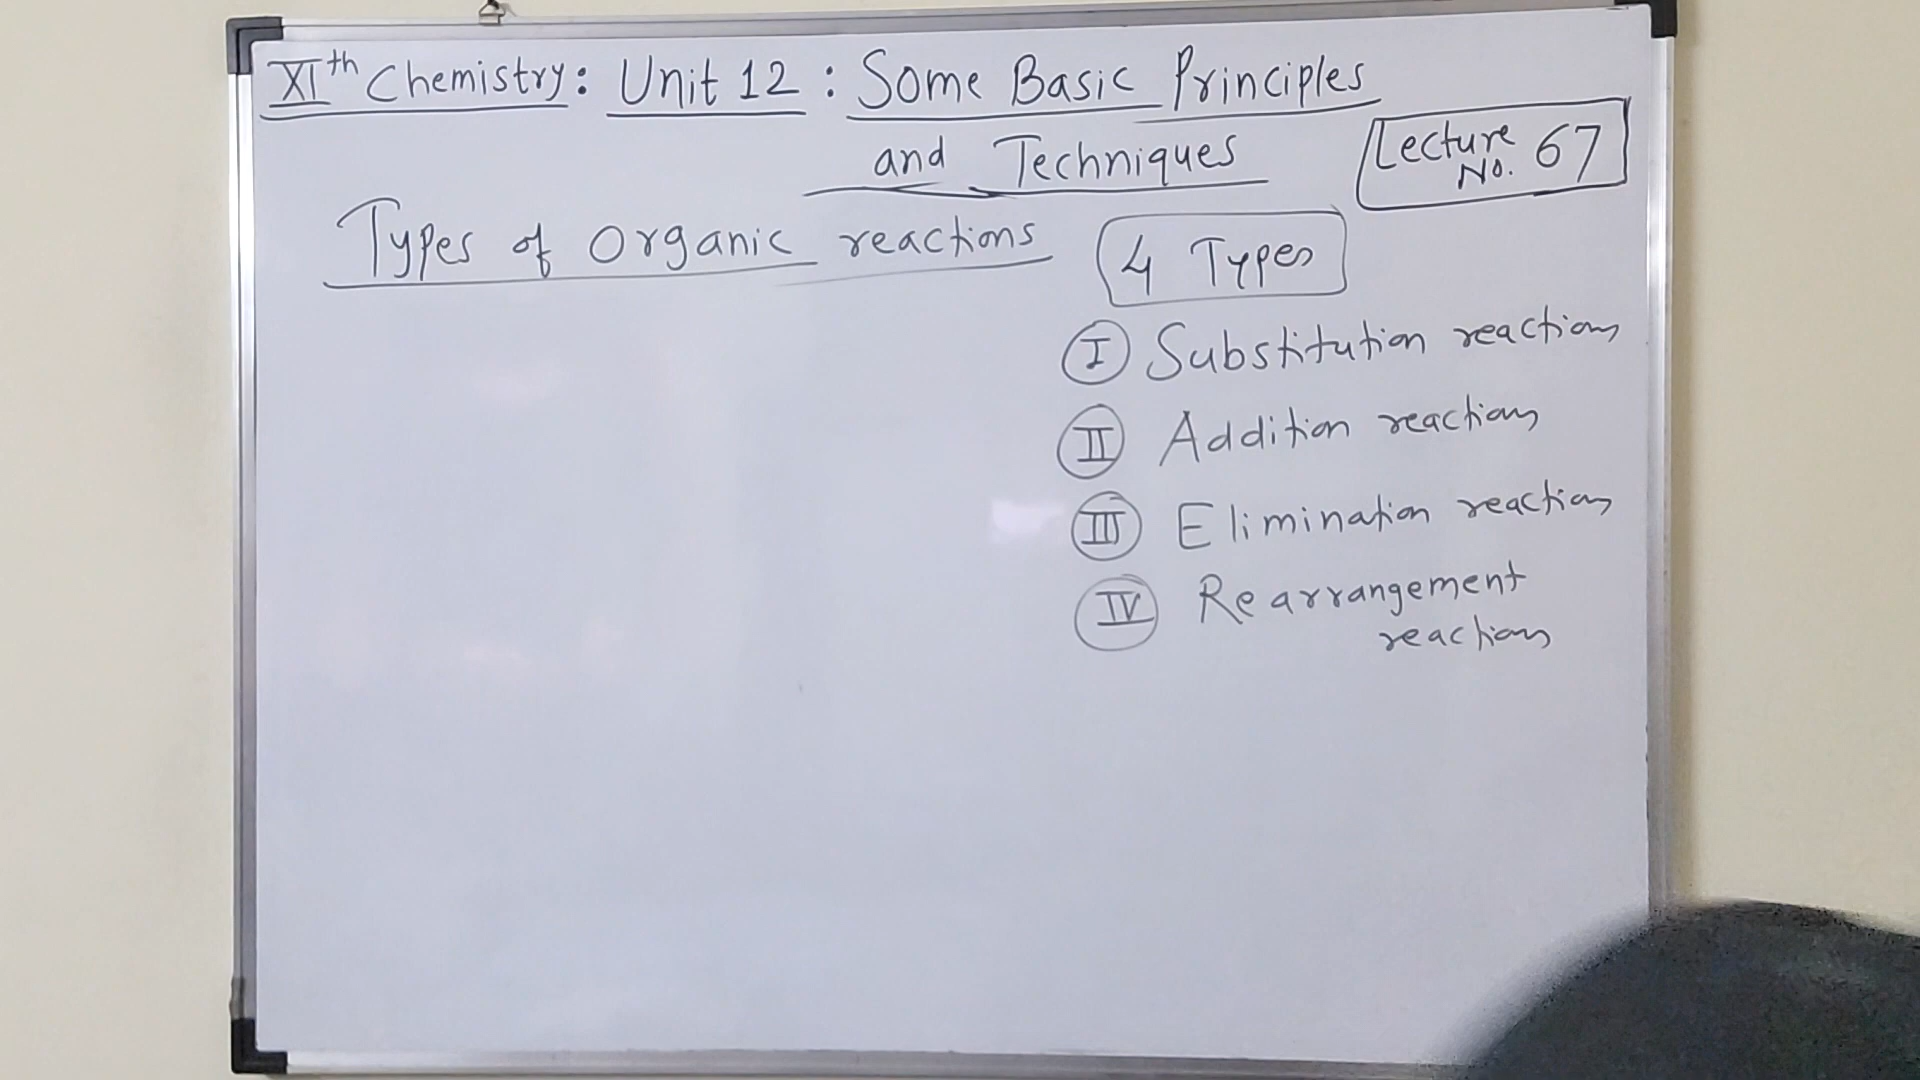 XIth Chemistry: Unit 12 : Some Basic Principles
and Techniques
Lecture
No. 67
Types of Organic reactions
4 Types
I Substitution reactions
II Addition reactions
III Elimination reactions
IV Rearrangement
reactions